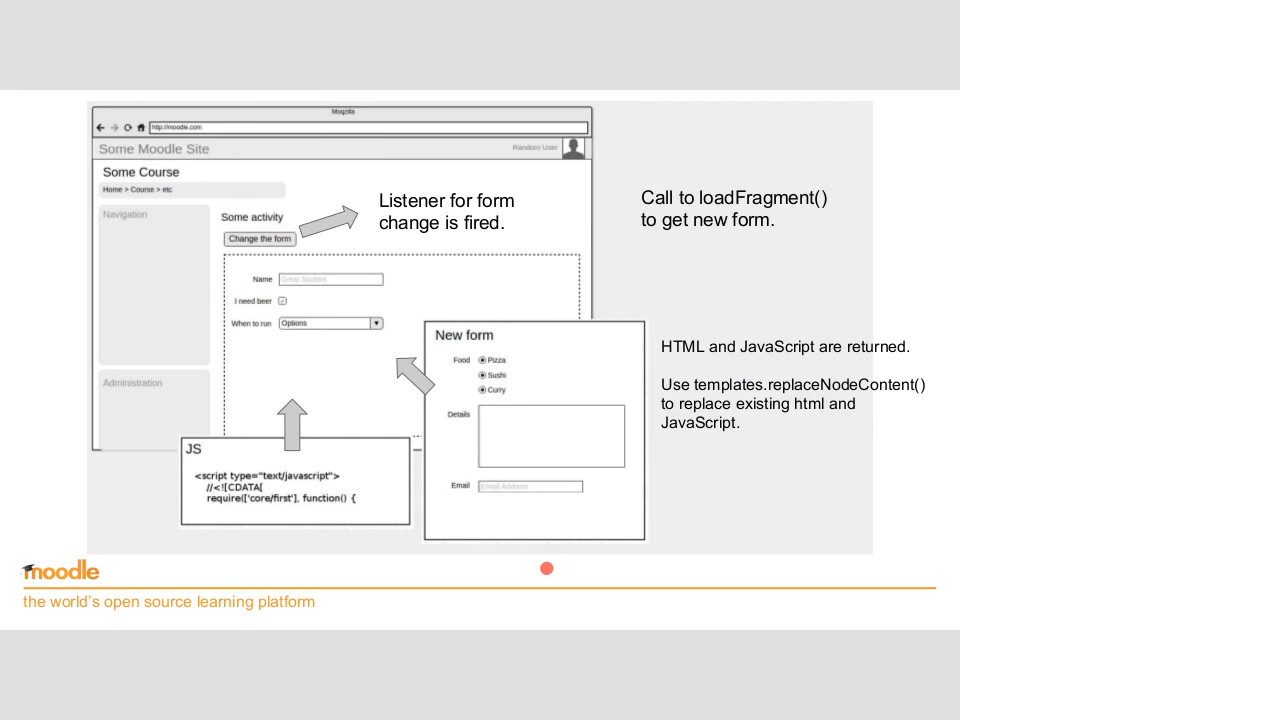 Moqzilla
http://moodle.com
Some Moodle Site
Random User
Some Course
Home > Course > etc
Navigation
Administration
Some activity
Change the form
Listener for form
change is fired.
Call to loadFragment()
to get new form.
Name Great Student
I need beer
When to run Options
New form
Food Pizza
Sushi
Curry
Details
Email Email Address
HTML and JavaScript are returned.
Use templates.replaceNodeContent()
to replace existing html and
JavaScript.
JS
<script type="text/javascript">
//<![CDATA[
require(['core/first'], function() {
moodle
the world's open source learning platform